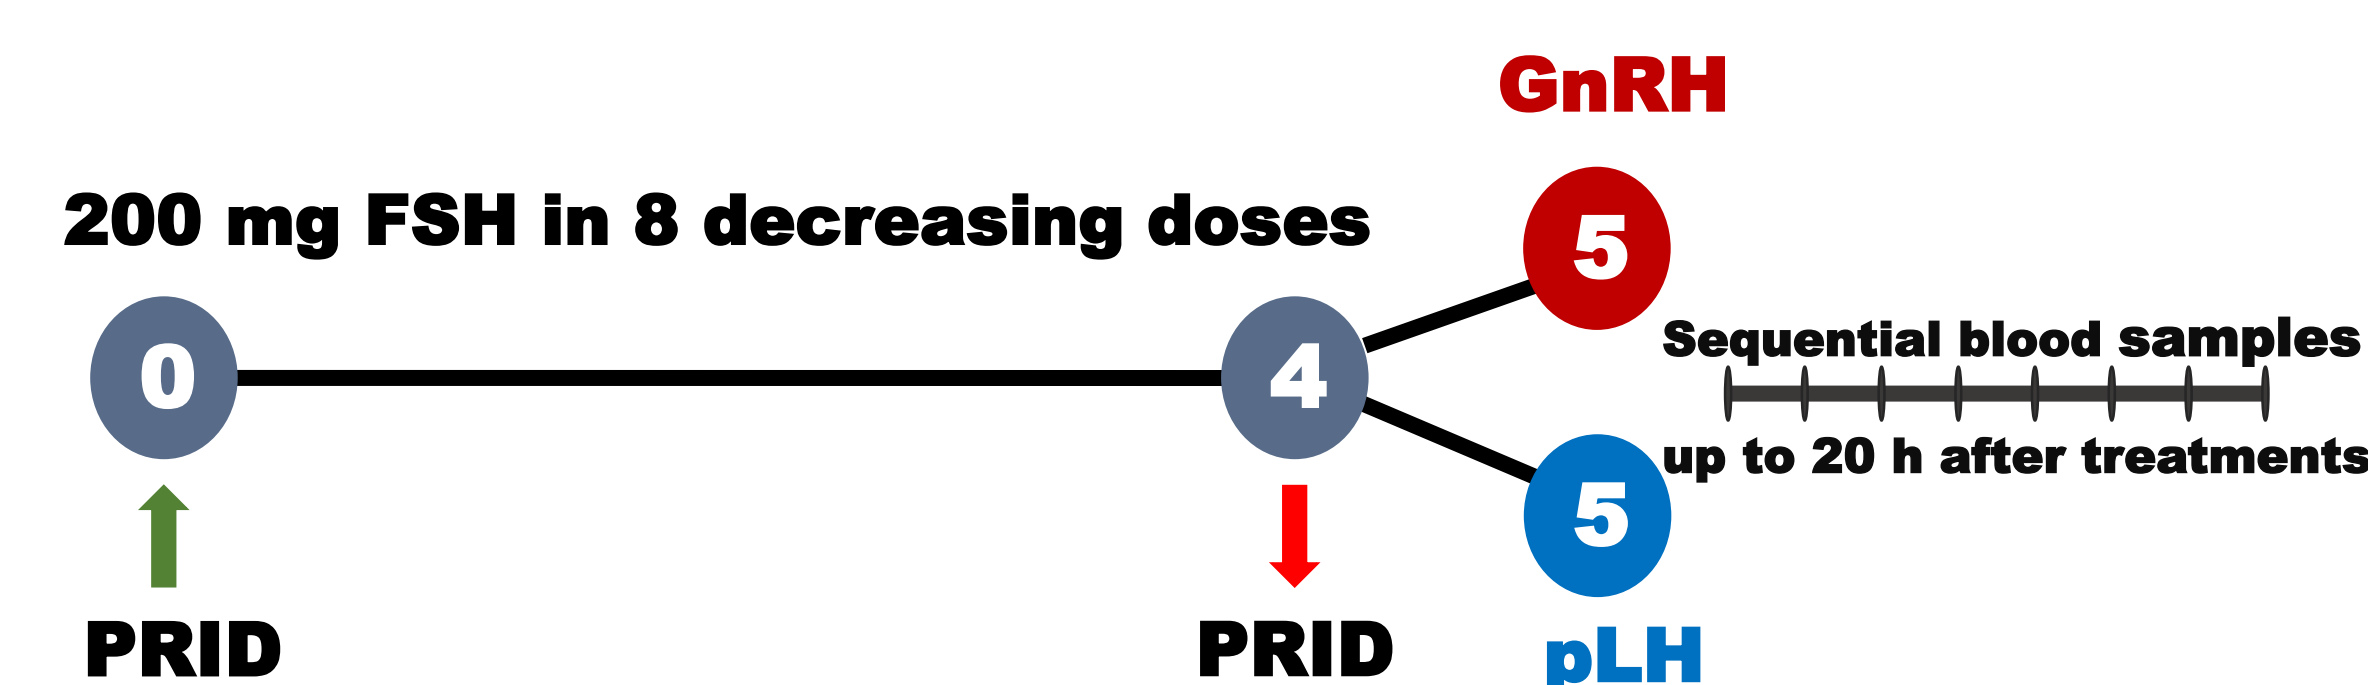 GnRH
200 mg FSH in 8 decreasing doses
5
0
4
Sequential blood samples
up to 20 h after treatments
5
PRID
PRID
pLH